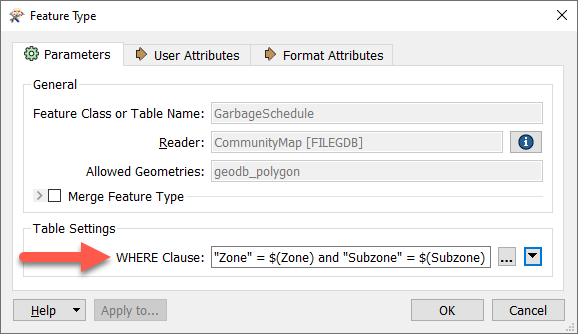 Feature Type
Parameters
User Attributes
Format Attributes
General
Feature Class or Table Name: GarbageSchedule
Reader: CommunityMap [FILEGDB]
Allowed Geometries: geodb_polygon
Merge Feature Type
Table Settings
WHERE Clause: "Zone" = $(Zone) and "Subzone" = $(Subzone) ...
Help Apply to... OK Cancel